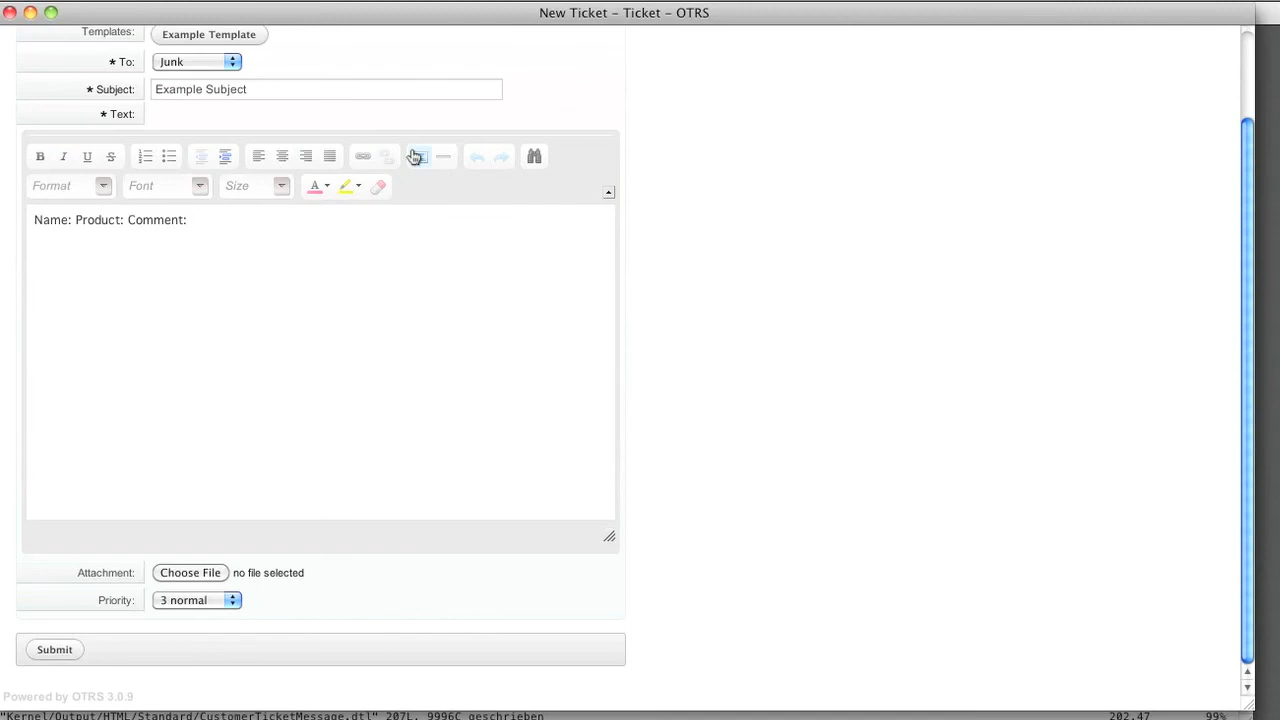 New Ticket – Ticket – OTRS
Templates: Example Template
* To: Junk
* Subject: Example Subject
* Text:
B I U S
Format Font Size A
Name: Product: Comment:
Attachment: Choose File no file selected
Priority: 3 normal
Submit
Powered by OTRS 3.0.9
"Kernel/Output/HTML/Standard/CustomerTicketMessage.dtl" 207L, 9996C geschrieben 202,47 99%